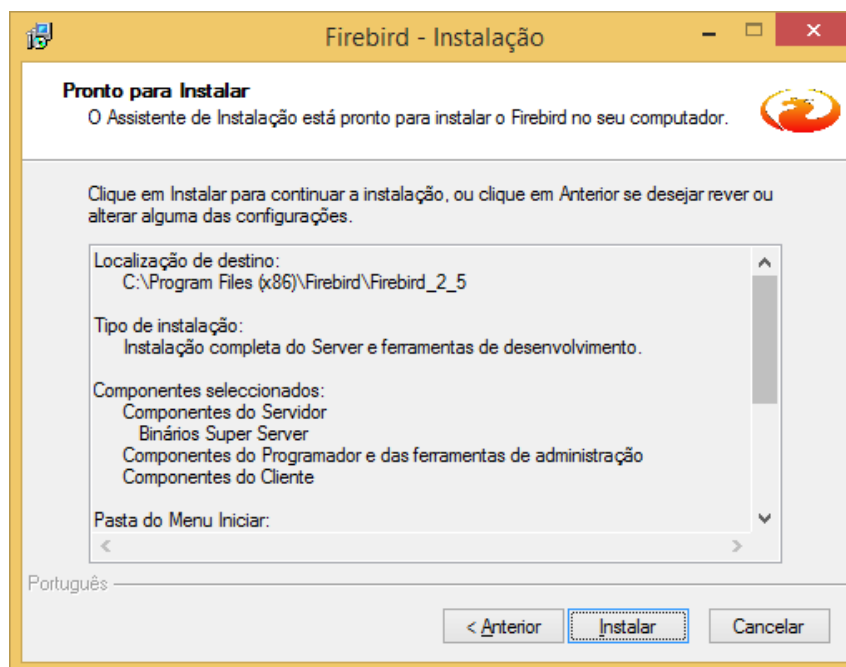 Firebird - Instalação
Pronto para Instalar
O Assistente de Instalação está pronto para instalar o Firebird no seu computador.
Clique em Instalar para continuar a instalação, ou clique em Anterior se desejar rever ou
alterar alguma das configurações.
Localização de destino:
C:\Program Files (x86)\Firebird\Firebird_2_5
Tipo de instalação:
Instalação completa do Server e ferramentas de desenvolvimento.
Componentes seleccionados:
Componentes do Servidor
Binários Super Server
Componentes do Programador e das ferramentas de administração
Componentes do Cliente
Pasta do Menu Iniciar:
Português
< Anterior Instalar Cancelar